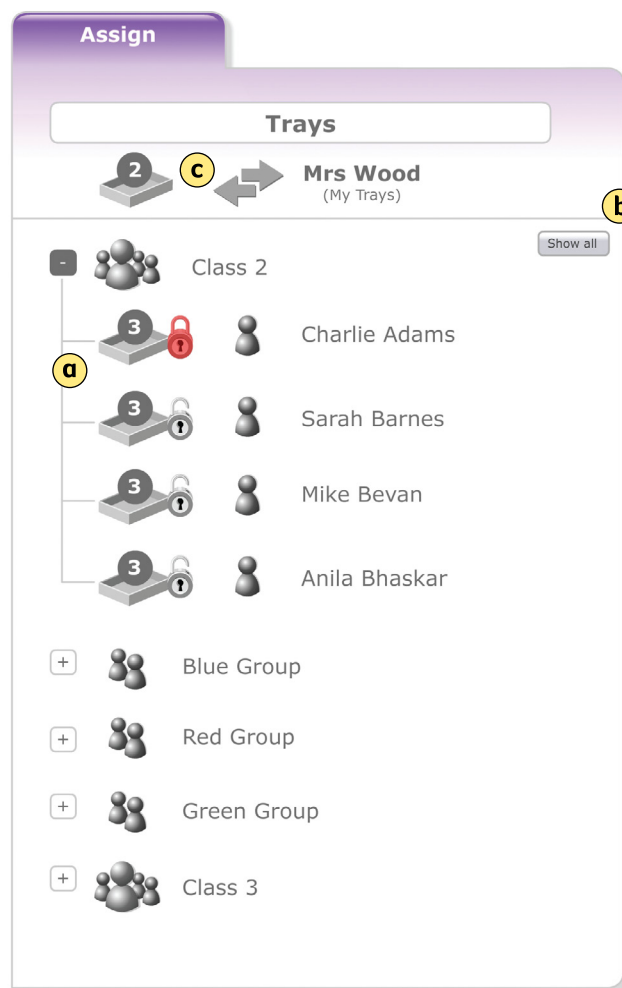 Assign
Trays
2
c
Mrs Wood
(My Trays)
b
Show all
-
Class 2
3
Charlie Adams
a
3
Sarah Barnes
3
Mike Bevan
3
Anila Bhaskar
+
Blue Group
+
Red Group
+
Green Group
+
Class 3